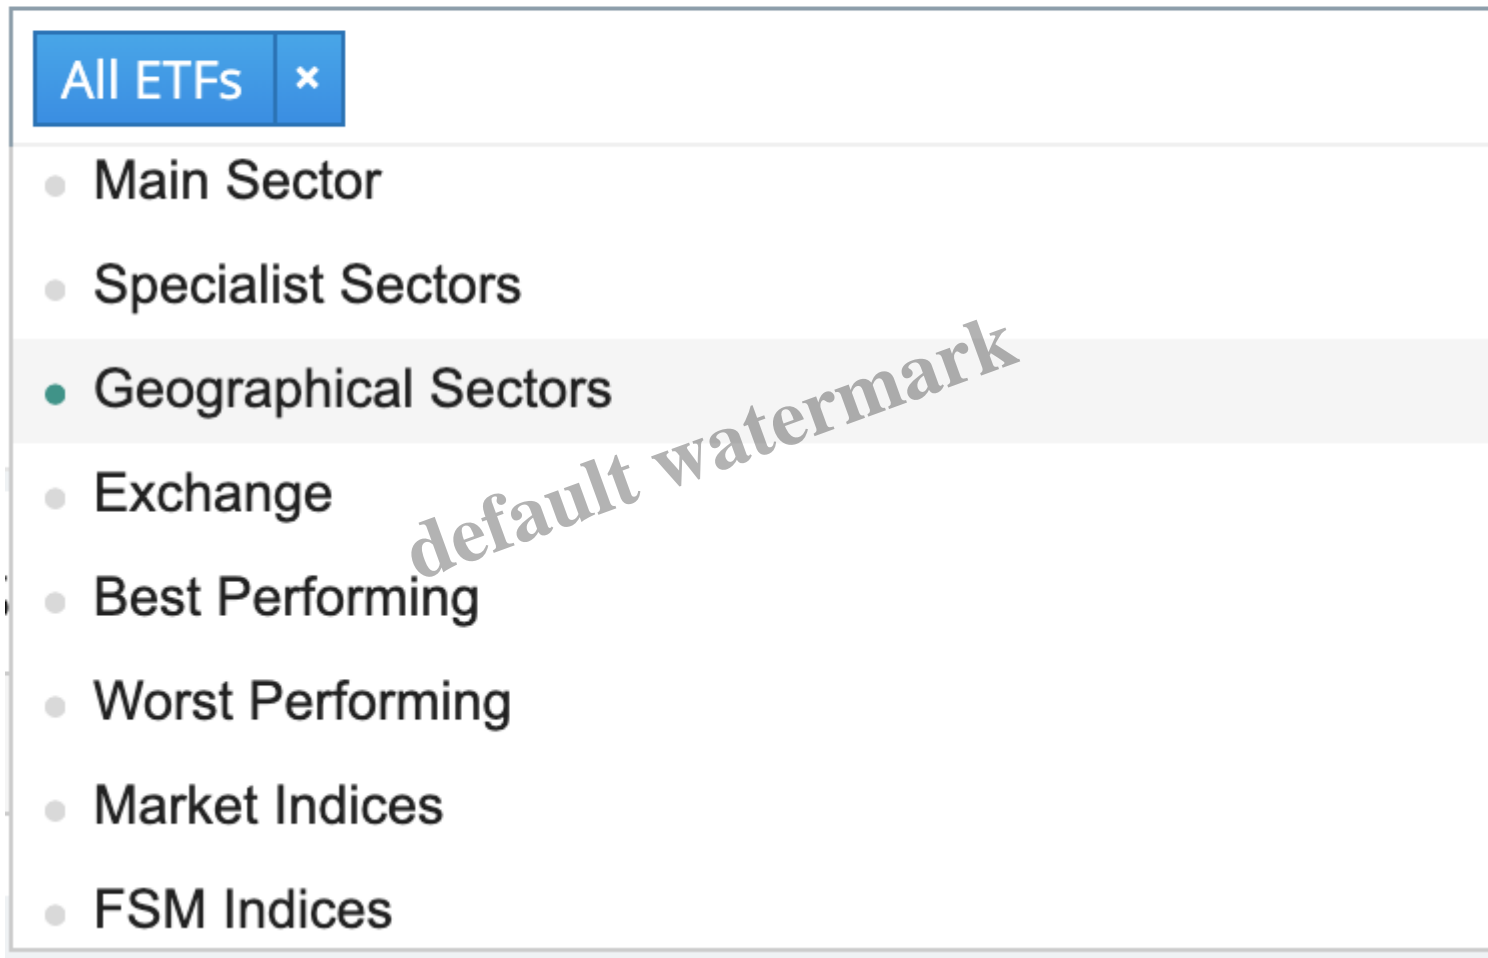 All ETFs ×
Main Sector
Specialist Sectors
Geographical Sectors
Exchange
Best Performing
Worst Performing
Market Indices
FSM Indices
default watermark